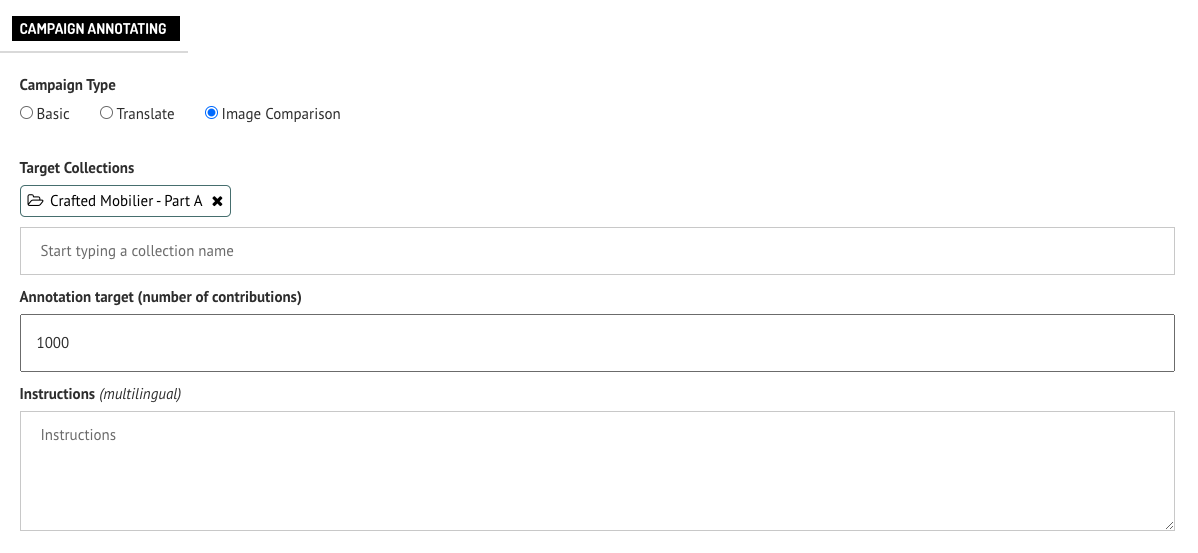 CAMPAIGN ANNOTATING
Campaign Type
Basic Translate Image Comparison
Target Collections
Crafted Mobilier - Part A
Start typing a collection name
Annotation target (number of contributions)
1000
Instructions (multilingual)
Instructions